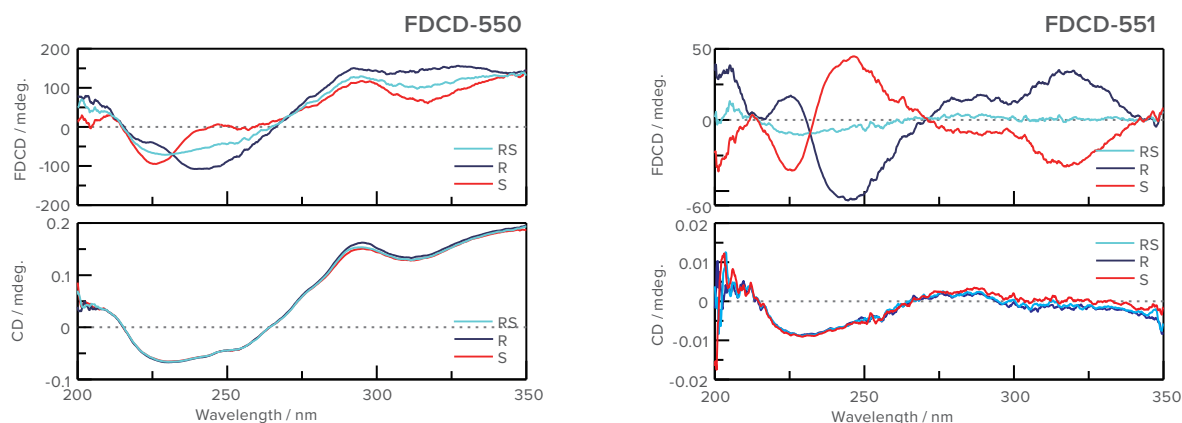 FDCD-550
200
100
0
-100
-200
FDCD / mdeg.
RS
R
S
0.2
0.1
0
-0.1
CD / mdeg.
RS
R
S
200
250
300
350
Wavelength / nm
FDCD-551
50
0
-60
FDCD / mdeg.
RS
R
S
0.02
0.01
0
-0.01
-0.02
CD / mdeg.
RS
R
S
200
250
300
350
Wavelength / nm